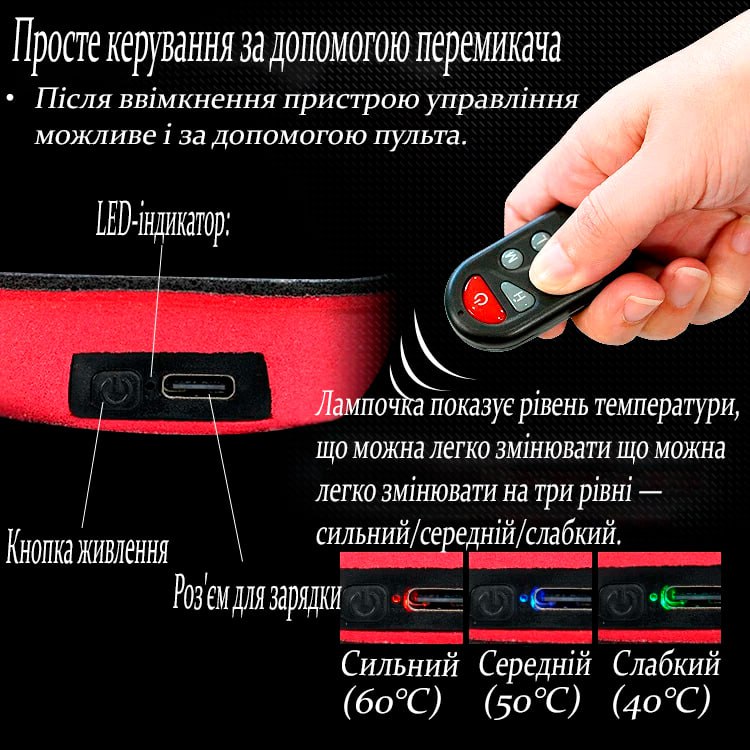 Просте керування за допомогою перемикача
• Після ввімкнення пристрою управління
можливе і за допомогою пульта.
LED-індикатор:
L
M
H
Лампочка показує рівень температури,
що можна легко змінювати що можна
легко змінювати на три рівні —
сильний/середній/слабкий.
Кнопка живлення
Роз'єм для зарядки
Сильний
(60°C)
Середній
(50°C)
Слабкий
(40°C)